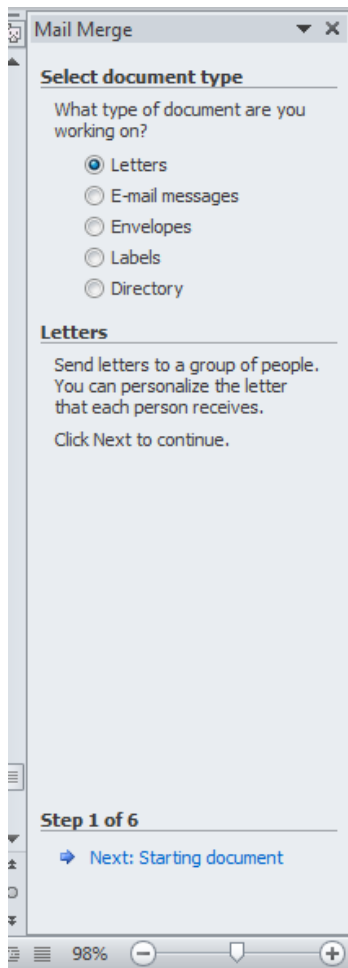 Mail Merge
Select document type
What type of document are you
working on?
Letters
E-mail messages
Envelopes
Labels
Directory
Letters
Send letters to a group of people.
You can personalize the letter
that each person receives.
Click Next to continue.
Step 1 of 6
Next: Starting document
98%